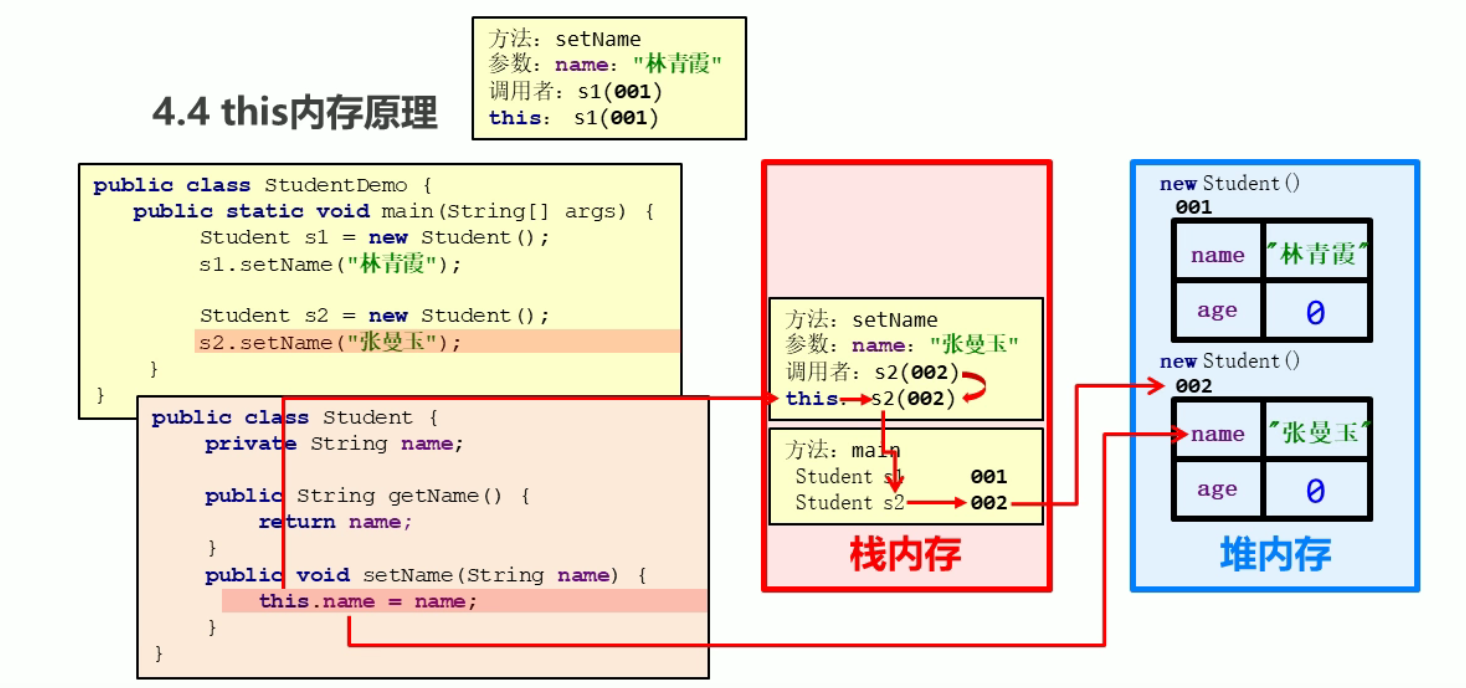 4.4 this内存原理
方法：setName
参数：name："林青霞"
调用者：s1(001)
this： s1(001)
public class StudentDemo {
public static void main(String[] args) {
Student s1 = new Student();
s1.setName("林青霞");
Student s2 = new Student();
s2.setName("张曼玉");
}
}
public class Student {
private String name;
public String getName() {
return name;
}
public void setName(String name) {
this.name = name;
}
}
方法：setName
参数：name："张曼玉"
调用者：s2(002)
this： s2(002)
方法：main
Student s1 001
Student s2 002
栈内存
new Student()
001
name "林青霞"
age 0
new Student()
002
name "张曼玉"
age 0
堆内存